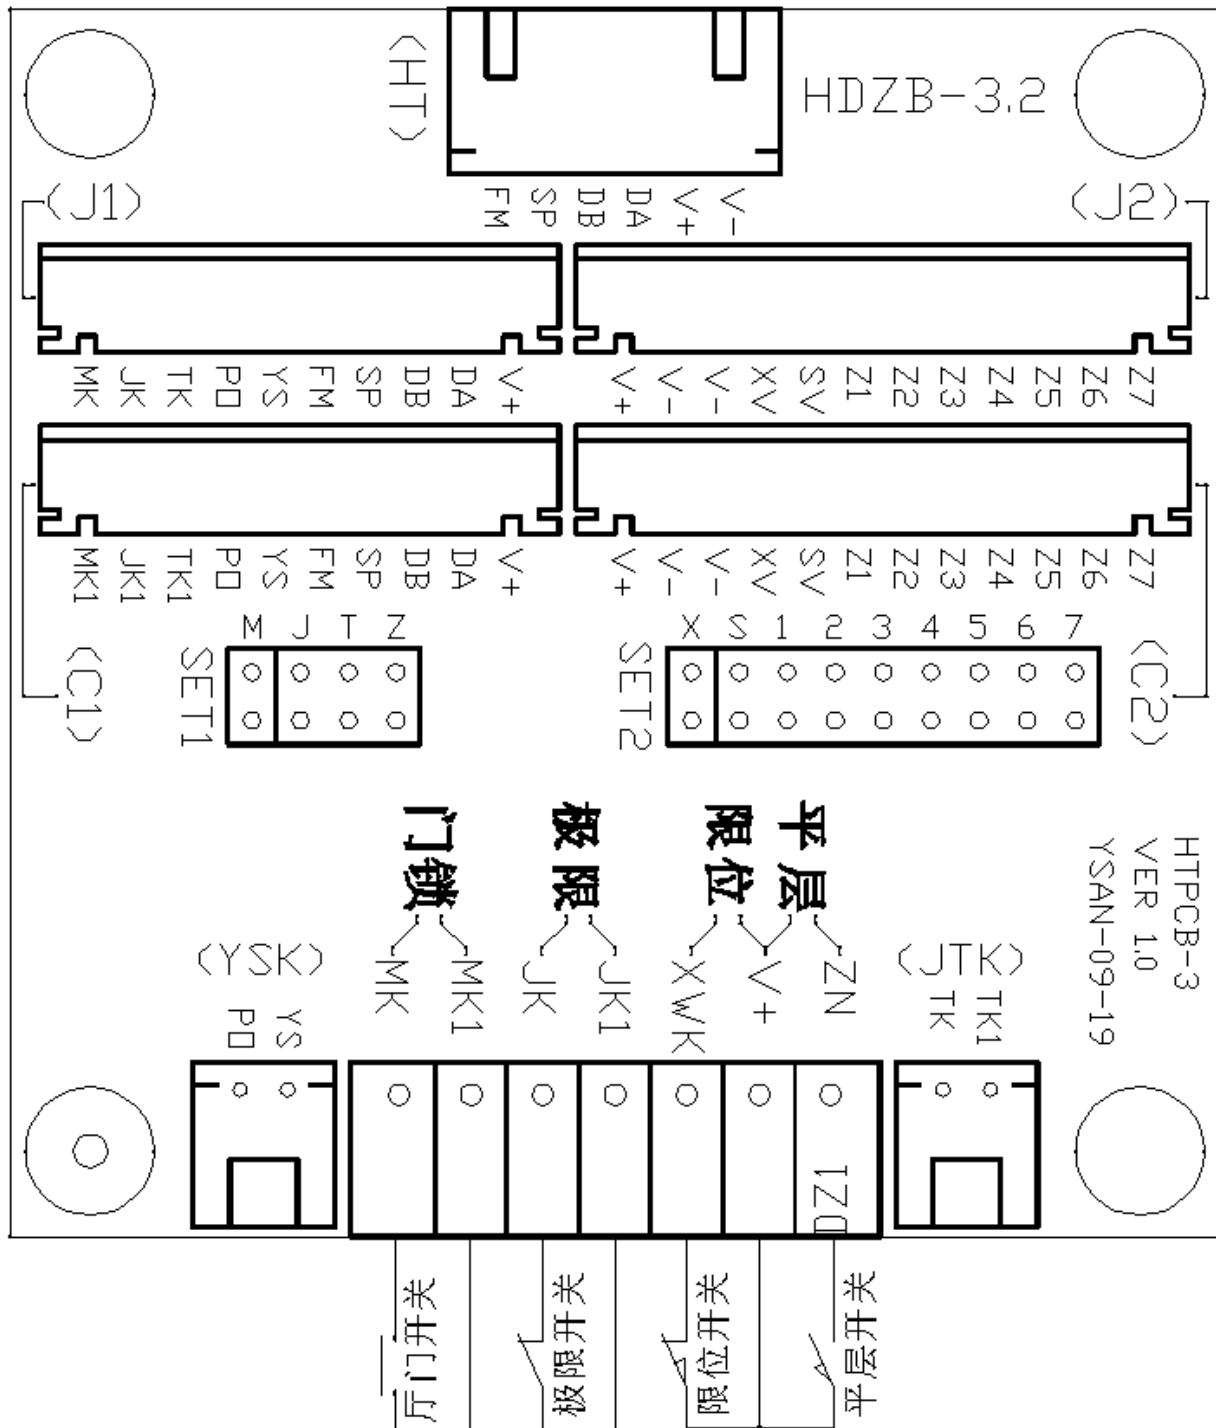 (HT)
HDZB-3.2
FM SP DB DA V+ V-
(J1)
(J2)
MK JK TK PO YS FM SP DB DA V+
V+ V- V- XV SV Z1 Z2 Z3 Z4 Z5 Z6 Z7
MK1 JK1 TK1 PO YS FM SP DB DA V+
V+ V- V- XV SV Z1 Z2 Z3 Z4 Z5 Z6 Z7
(C1)
SET1
M J T Z
SET2
X S 1 2 3 4 5 6 7
(C2)
门锁
极限
限位
平层
HTPCB-3
VER 1.0
YSAN-09-19
(YSK)
PO YS
MK MK1 JK JK1 XWK V+ ZN
(JTK)
TK TK1
DZ1
厅门开关
极限开关
限位开关
平层开关